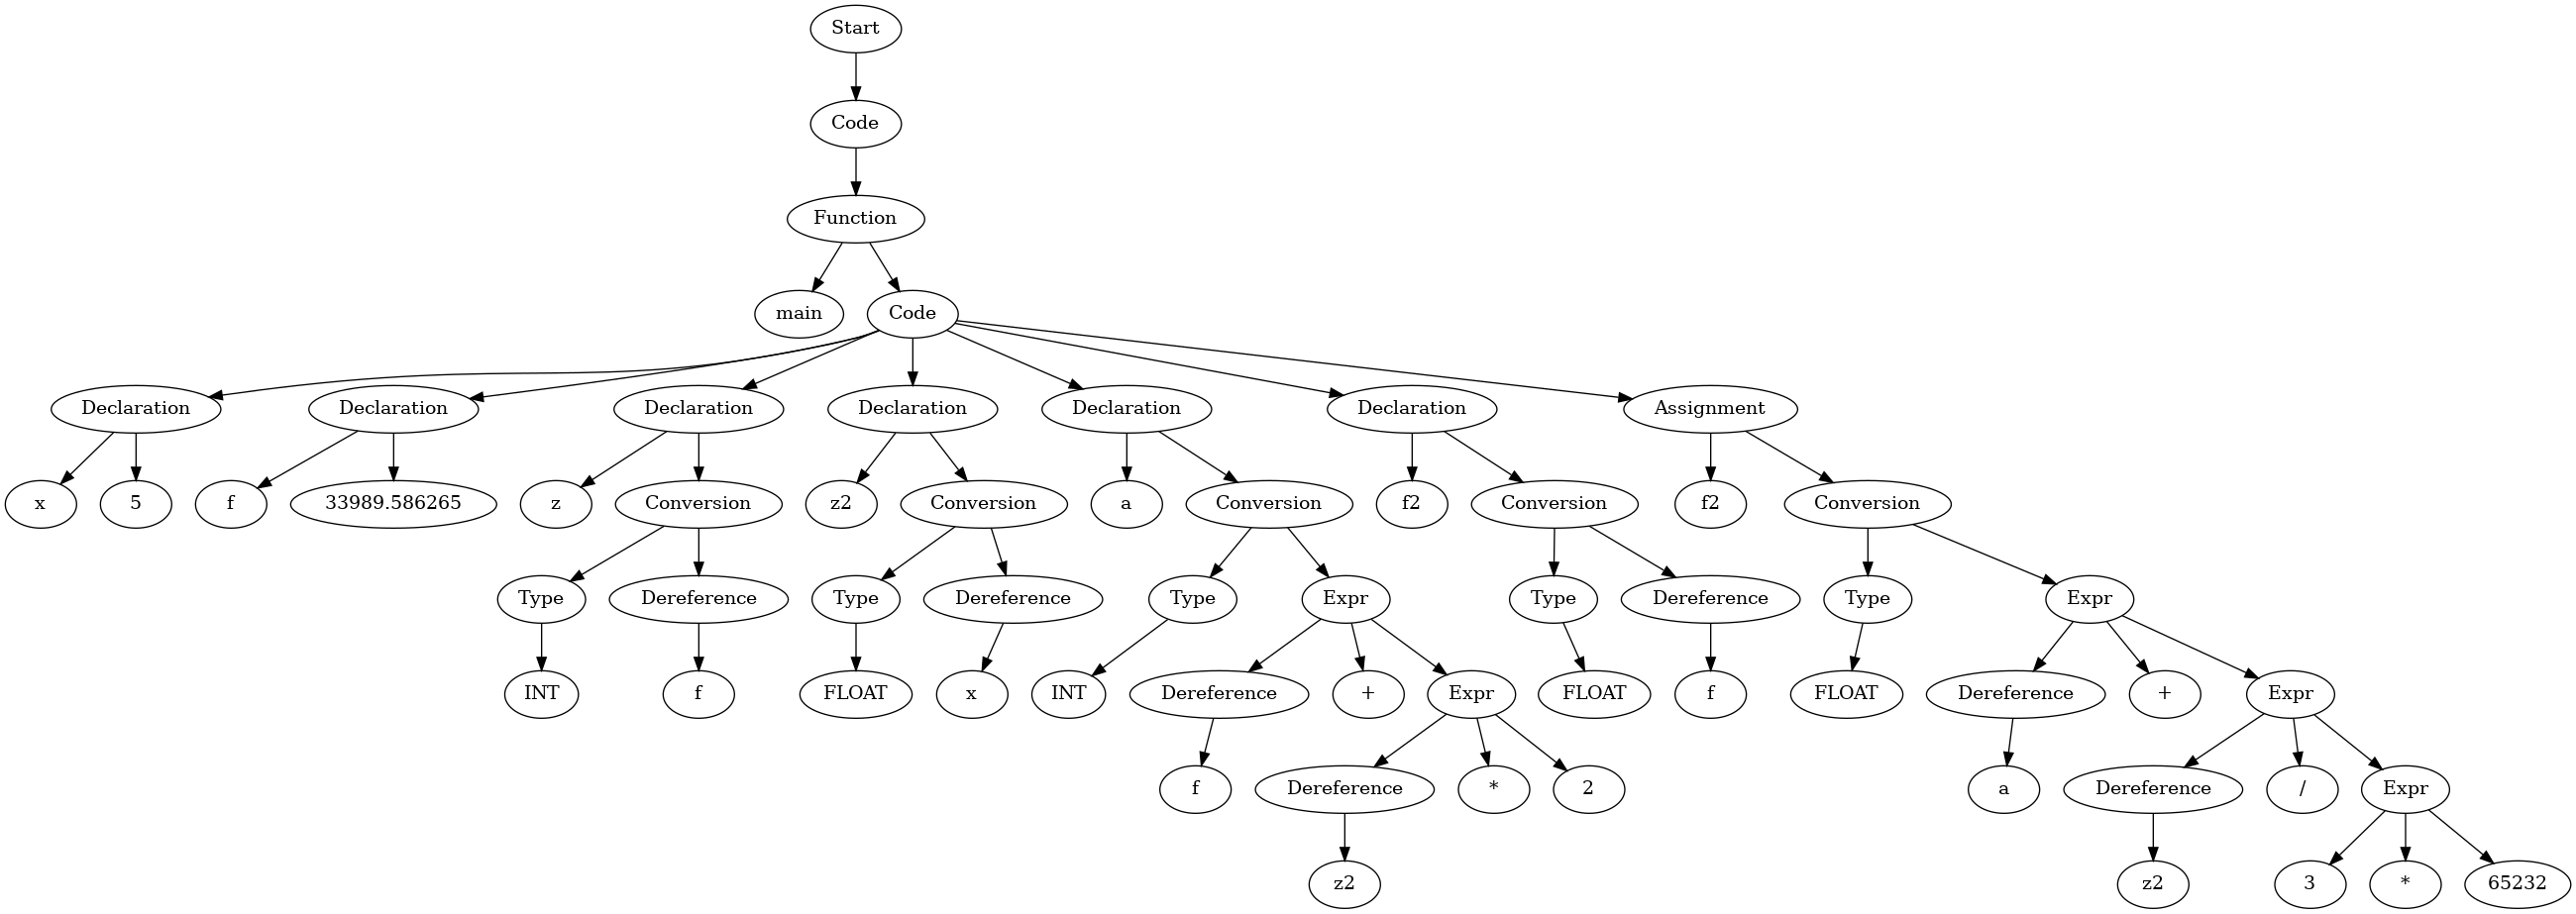 Start
Code
Function
main Code
Declaration Declaration Declaration Declaration Declaration Declaration Assignment
x 5 f 33989.586265 z Conversion z2 Conversion a Conversion f2 Conversion f2 Conversion
Type Dereference Type Dereference Type Expr Type Dereference Type Expr
INT f FLOAT x INT Dereference + Expr FLOAT f FLOAT Dereference + Expr
f Dereference * 2 a Dereference / Expr
z2 z2 3 * 65232